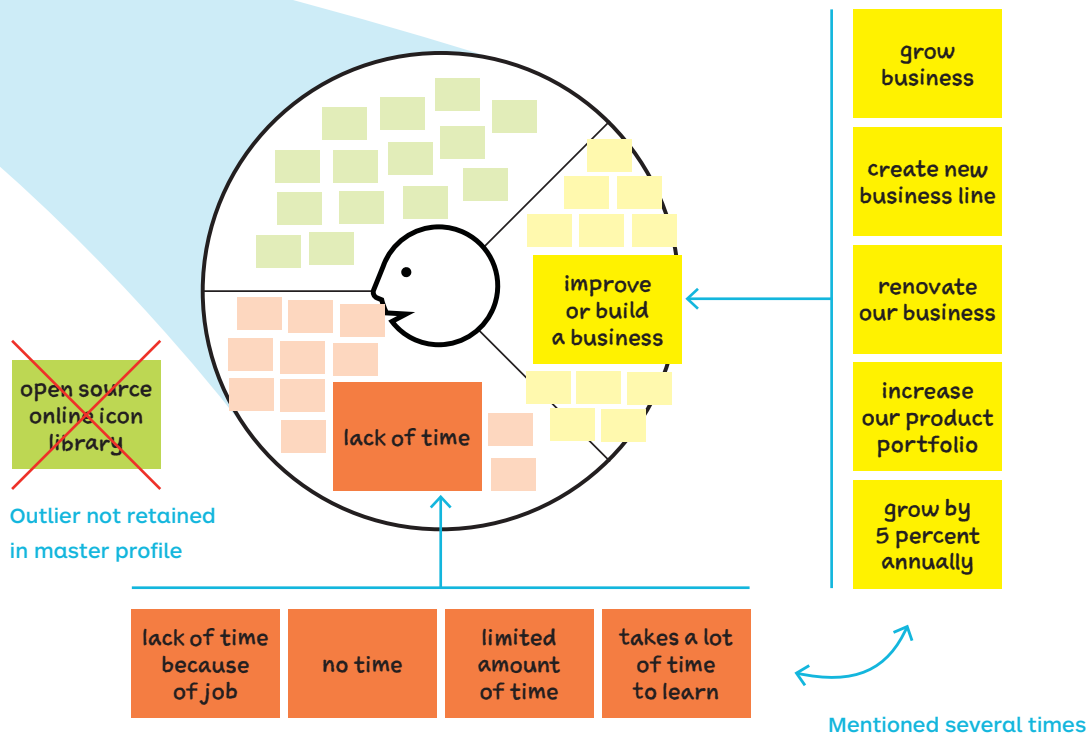 grow
business
create new
business line
renovate
our business
increase
our product
portfolio
grow by
5 percent
annually
improve
or build
a business
open source
online icon
library
Outlier not retained
in master profile
lack of time
lack of time
because
of job
no time
limited
amount
of time
takes a lot
of time
to learn
Mentioned several times